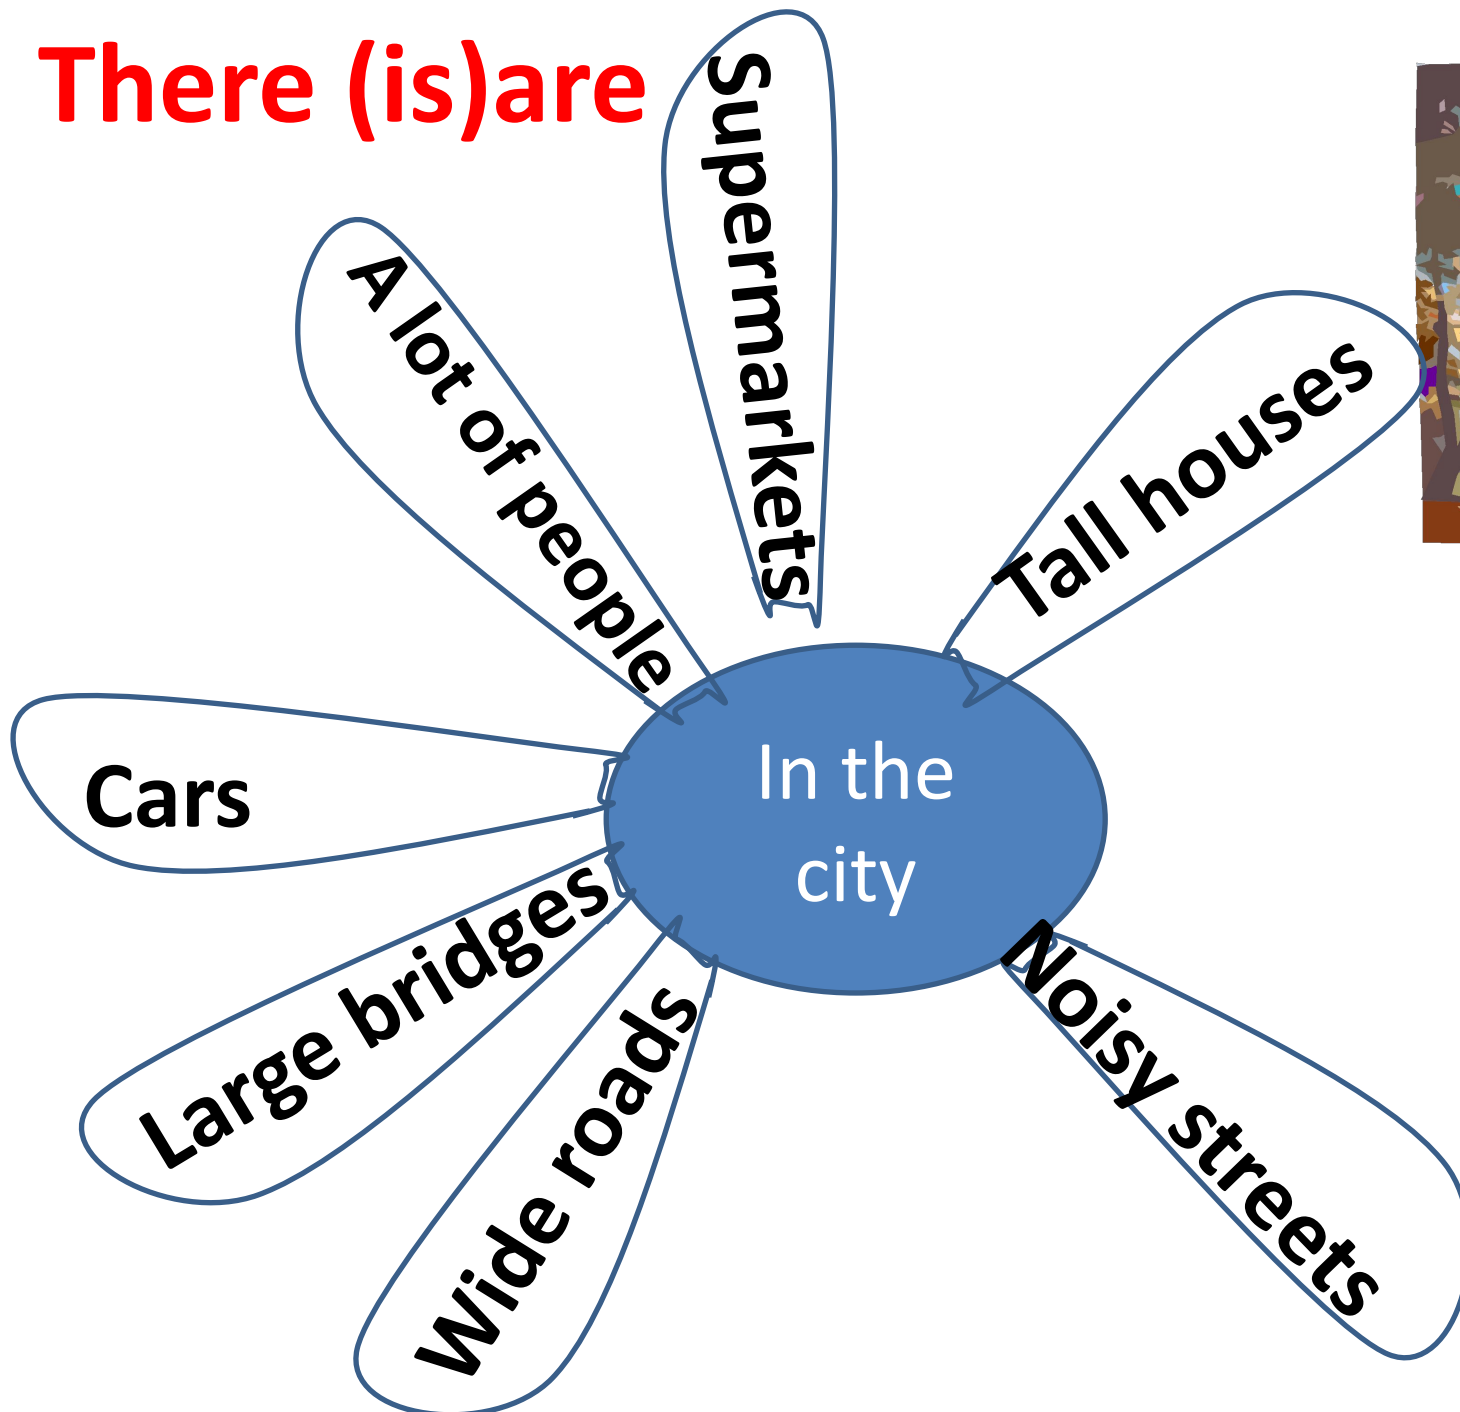 There (is)are
Supermarkets
A lot of people
Tall houses
Cars
In the
city
Large bridges
Wide roads
Noisy streets